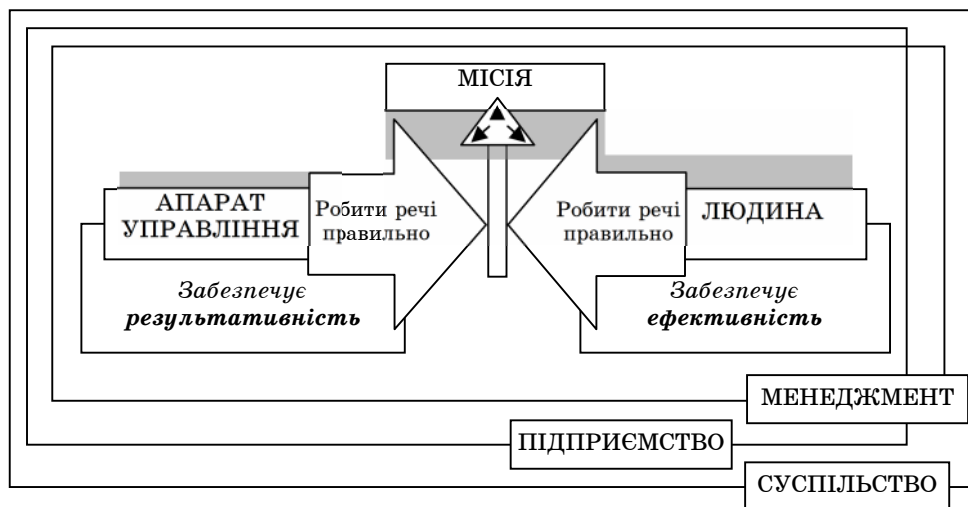 МІСІЯ
АПАРАТ
УПРАВЛІННЯ
Робити речі
правильно
Робити речі
правильно
ЛЮДИНА
Забезпечує
результативність
Забезпечує
ефективність
МЕНЕДЖМЕНТ
ПІДПРИЄМСТВО
СУСПІЛЬСТВО